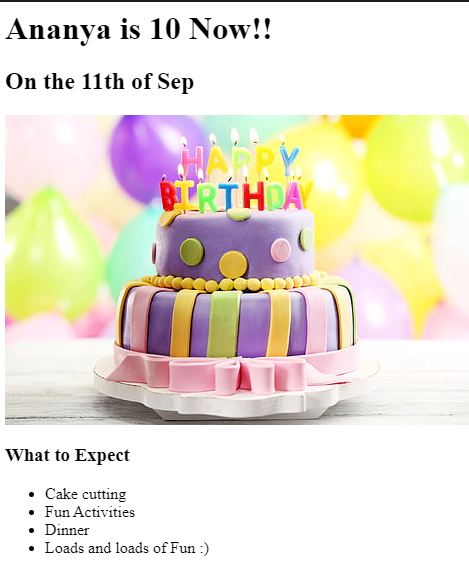 Ananya is 10 Now!!
On the 11th of Sep
HAPPY
BIRTHDAY
What to Expect
Cake cutting
Fun Activities
Dinner
Loads and loads of Fun :)